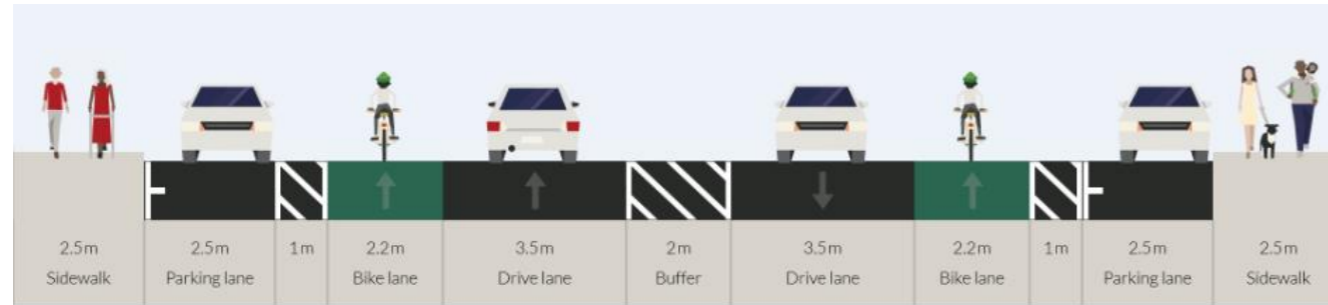 2.5m
Sidewalk
2.5m
Parking lane
1m
2.2m
Bike lane
3.5m
Drive lane
2m
Buffer
3.5m
Drive lane
2.2m
Bike lane
1m
2.5m
Parking lane
2.5m
Sidewalk